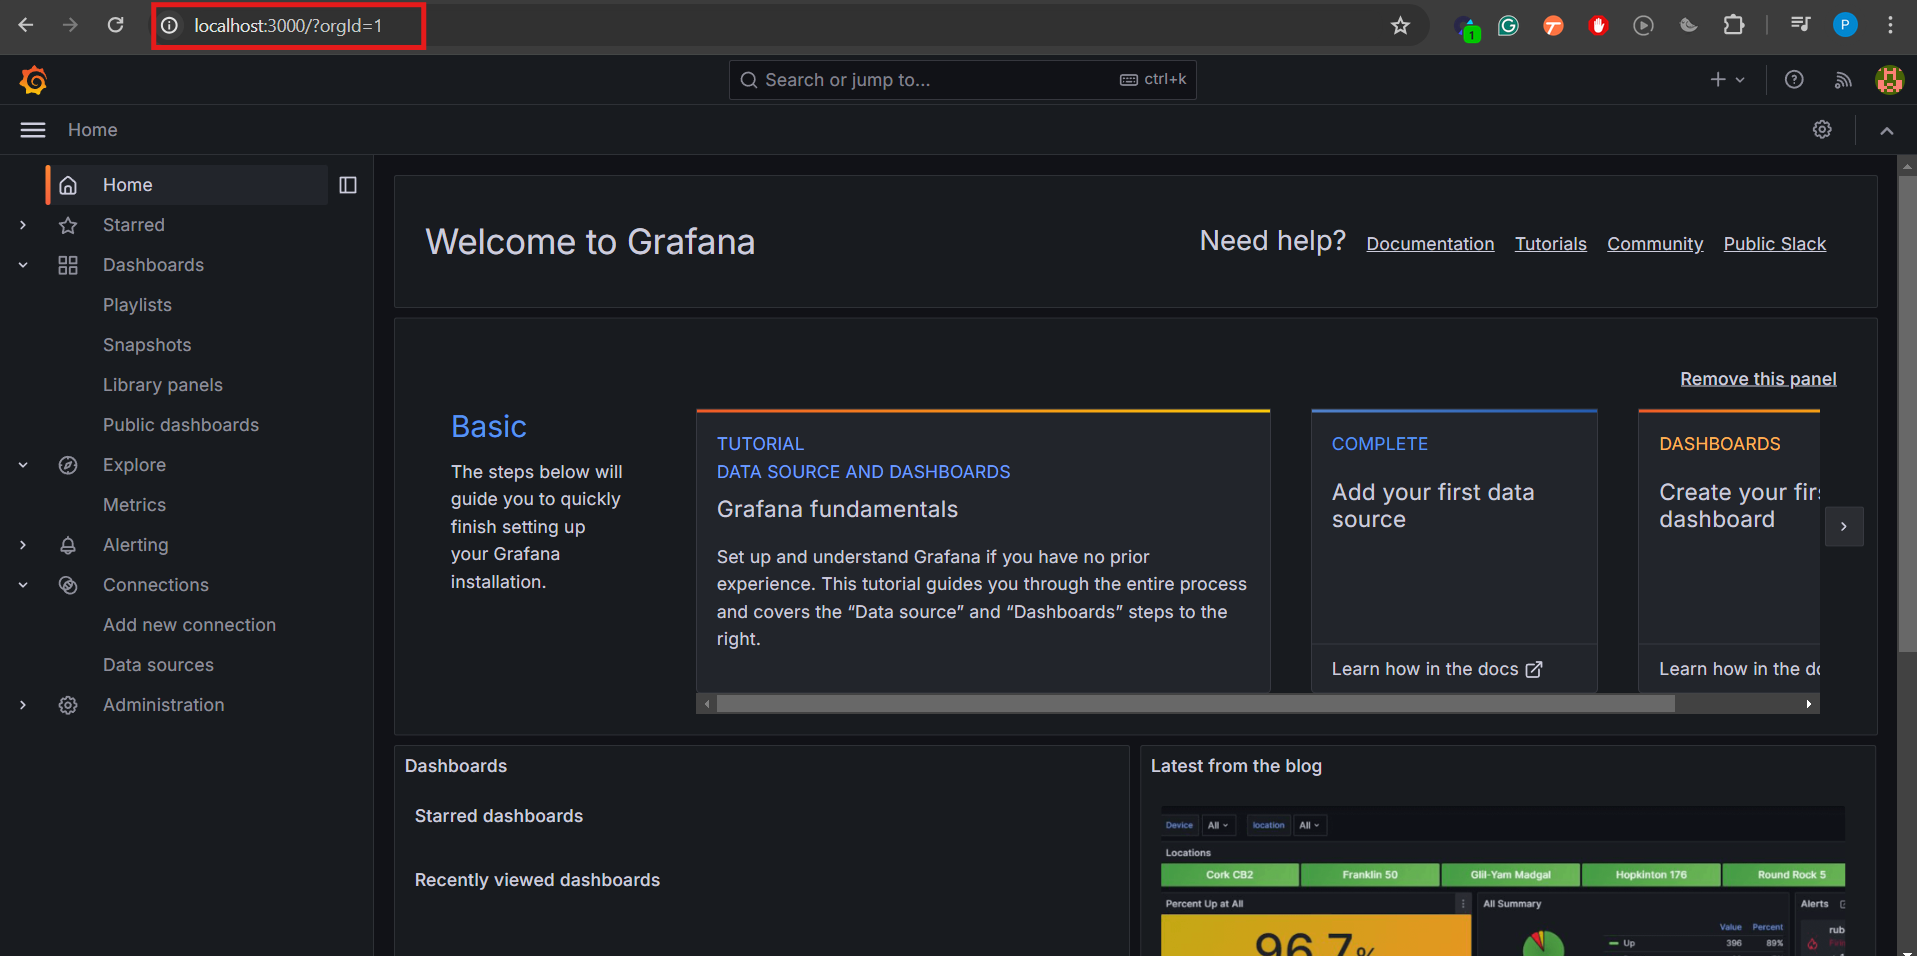 localhost:3000/?orgId=1
1
P
Search or jump to...
ctrl+k
Home
Home
Starred
Dashboards
Playlists
Snapshots
Library panels
Public dashboards
Explore
Metrics
Alerting
Connections
Add new connection
Data sources
Administration
Welcome to Grafana
Need help?
Documentation
Tutorials
Community
Public Slack
Remove this panel
Basic
The steps below will
guide you to quickly
finish setting up
your Grafana
installation.
TUTORIAL
DATA SOURCE AND DASHBOARDS
Grafana fundamentals
Set up and understand Grafana if you have no prior
experience. This tutorial guides you through the entire process
and covers the “Data source” and “Dashboards” steps to the
right.
COMPLETE
Add your first data
source
Learn how in the docs
DASHBOARDS
Create your firs
dashboard
Learn how in the do
Dashboards
Starred dashboards
Recently viewed dashboards
Latest from the blog
Device All location All
Locations
Cork CB2 Franklin 50 Glil-Yam Madgal Hopkinton 176 Round Rock 5
Percent Up at All
96.7%
All Summary
Value Percent
Up 396 89%
Alerts
rub